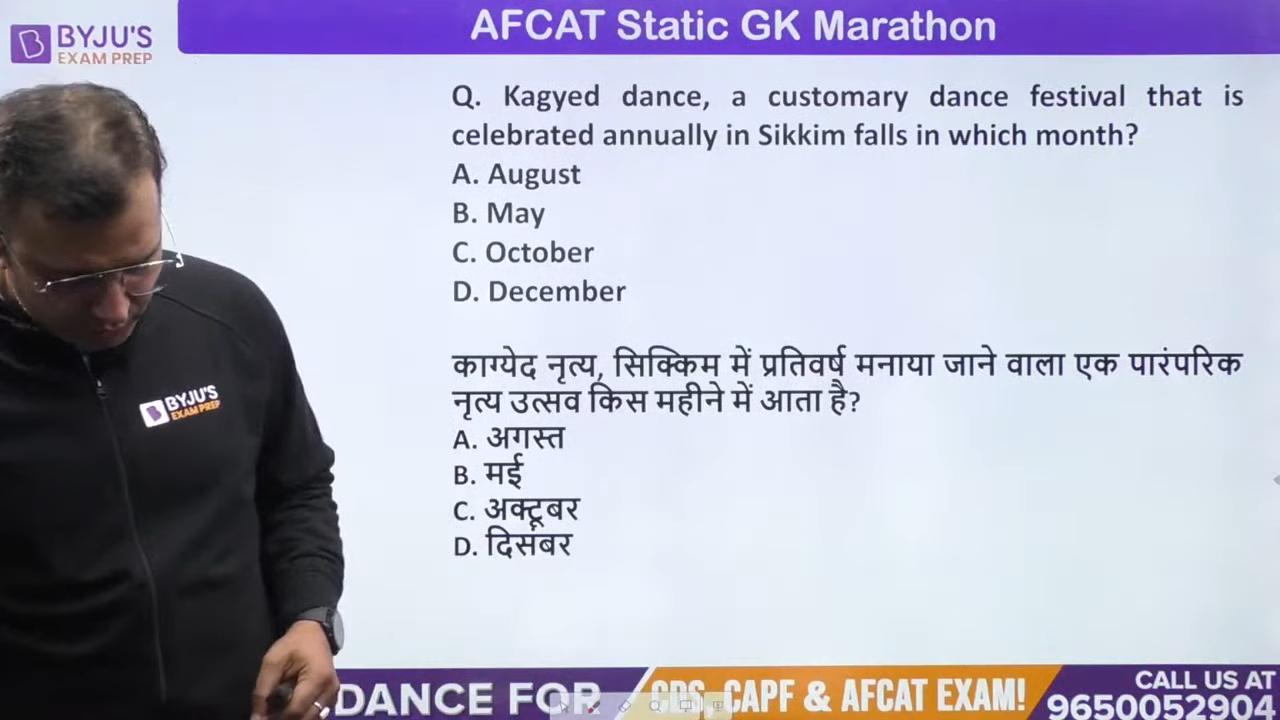 AFCAT Static GK Marathon
BYJU'S
EXAM PREP
Q. Kagyed dance, a customary dance festival that is
celebrated annually in Sikkim falls in which month?
A. August
B. May
C. October
D. December
काग्येद नृत्य, सिक्किम में प्रतिवर्ष मनाया जाने वाला एक पारंपरिक
नृत्य उत्सव किस महीने में आता है?
A. अगस्त
B. मई
C. अक्टूबर
D. दिसंबर
BYJU'S
EXAM PREP
DANCE FOR CDS, CAPF & AFCAT EXAM!
CALL US AT
9650052904